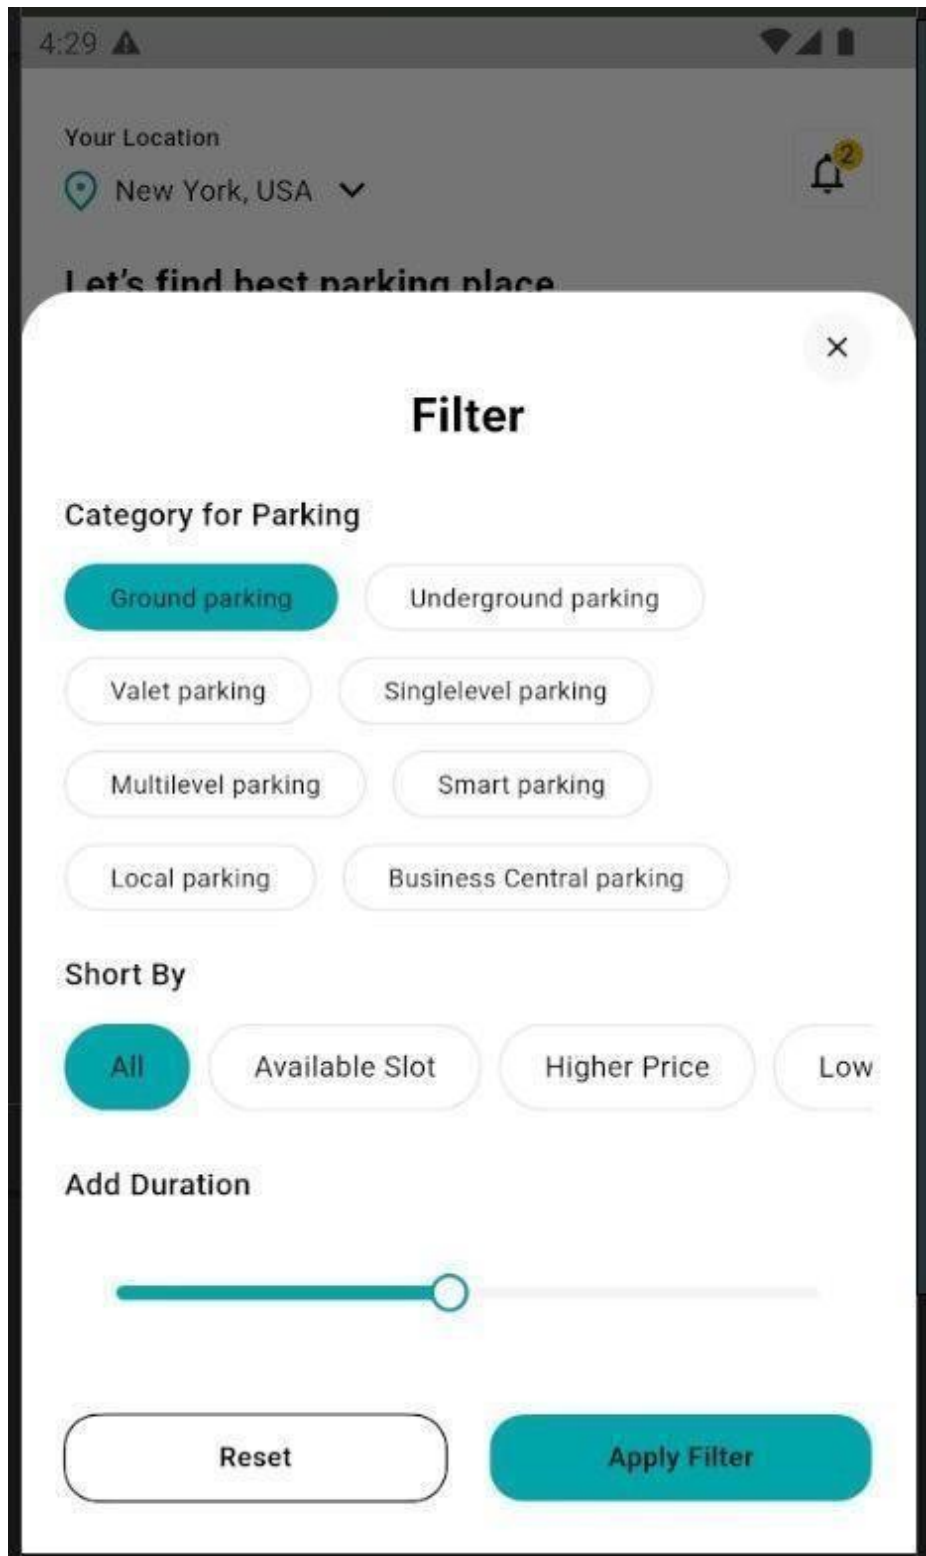 4:29
Your Location
New York, USA
2
Let's find best parking place
Filter
Category for Parking
Ground parking
Underground parking
Valet parking
Singlelevel parking
Multilevel parking
Smart parking
Local parking
Business Central parking
Short By
All
Available Slot
Higher Price
Low
Add Duration
Reset
Apply Filter